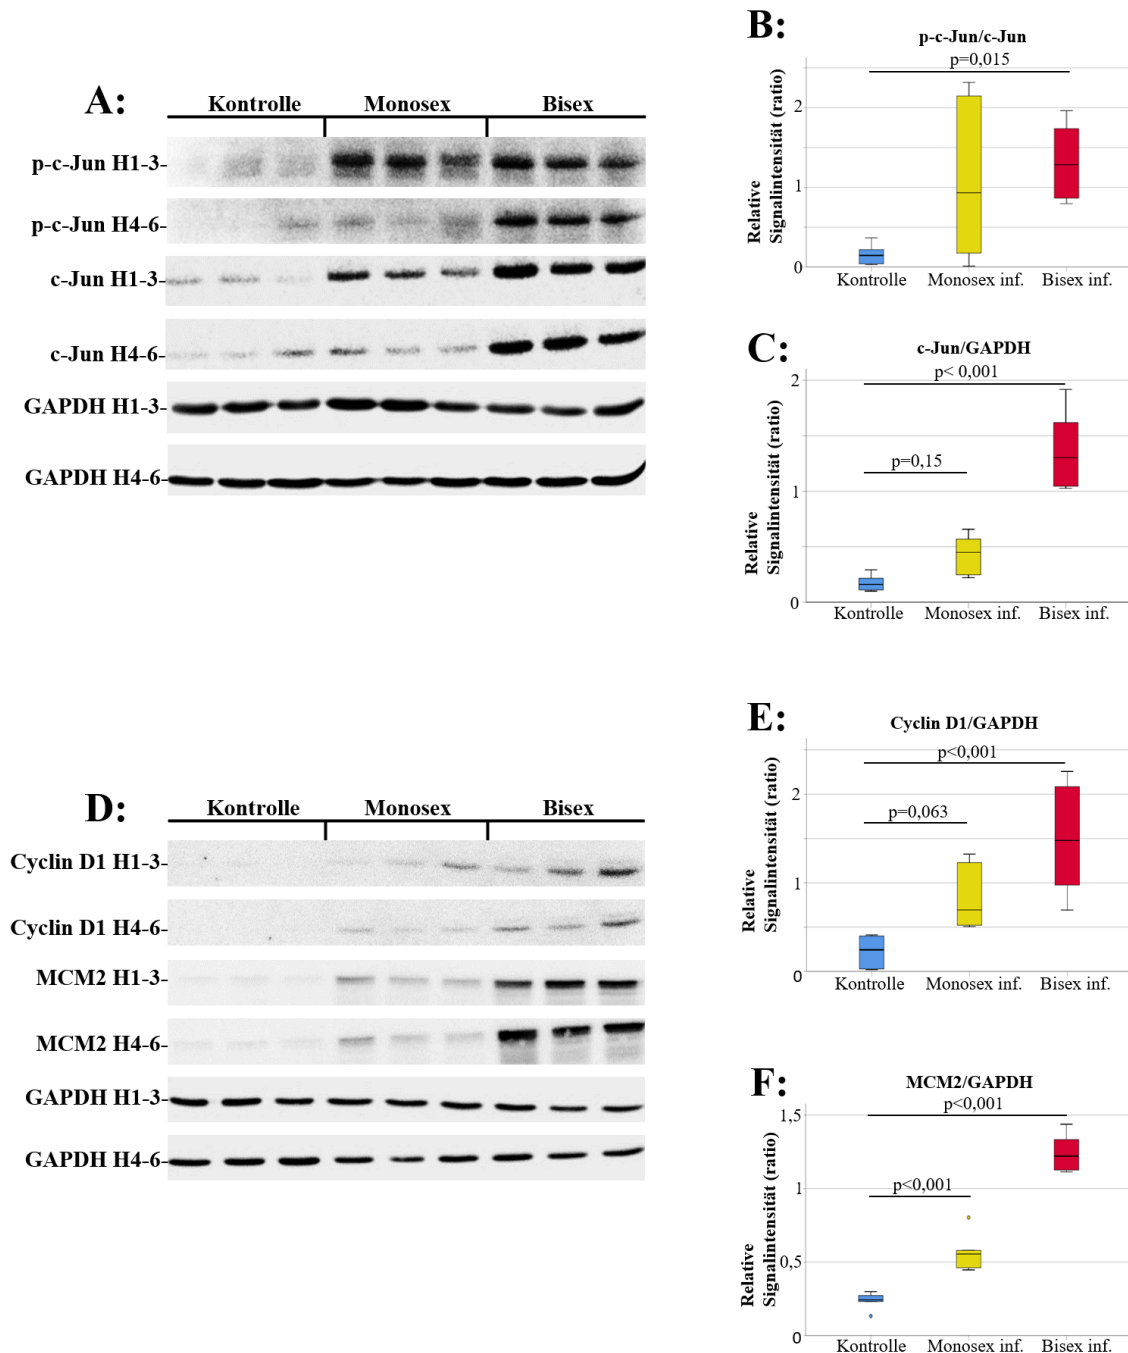 A:
Kontrolle Monosex Bisex
p-c-Jun H1-3-
p-c-Jun H4-6-
c-Jun H1-3-
c-Jun H4-6-
GAPDH H1-3-
GAPDH H4-6-
B:
p-c-Jun/c-Jun
p=0,015
Relative
Signalintensität (ratio)
2
1
0
Kontrolle Monosex inf. Bisex inf.
C:
c-Jun/GAPDH
p< 0,001
p=0,15
Relative
Signalintensität (ratio)
2
1
0
Kontrolle Monosex inf. Bisex inf.
D:
Kontrolle Monosex Bisex
Cyclin D1 H1-3-
Cyclin D1 H4-6-
MCM2 H1-3-
MCM2 H4-6-
GAPDH H1-3-
GAPDH H4-6-
E:
Cyclin D1/GAPDH
p<0,001
p=0,063
Relative
Signalintensität (ratio)
2
1
0
Kontrolle Monosex inf. Bisex inf.
F:
MCM2/GAPDH
p<0,001
p<0,001
Relative
Signalintensität (ratio)
1,5
1
0,5
0
Kontrolle Monosex inf. Bisex inf.